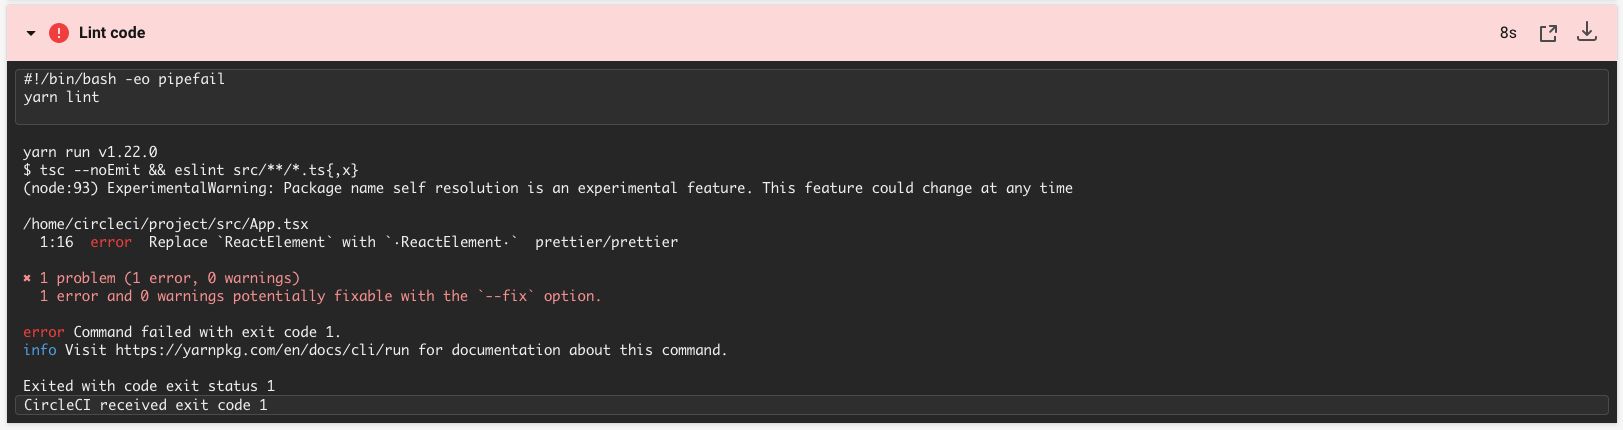 Lint code
8s
#!/bin/bash -eo pipefail
yarn lint
yarn run v1.22.0
$ tsc --noEmit && eslint src/**/*.ts{,x}
(node:93) ExperimentalWarning: Package name self resolution is an experimental feature. This feature could change at any time
/home/circleci/project/src/App.tsx
1:16  error  Replace `ReactElement` with `·ReactElement·`  prettier/prettier
✖ 1 problem (1 error, 0 warnings)
1 error and 0 warnings potentially fixable with the `--fix` option.
error Command failed with exit code 1.
info Visit https://yarnpkg.com/en/docs/cli/run for documentation about this command.
Exited with code exit status 1
CircleCI received exit code 1